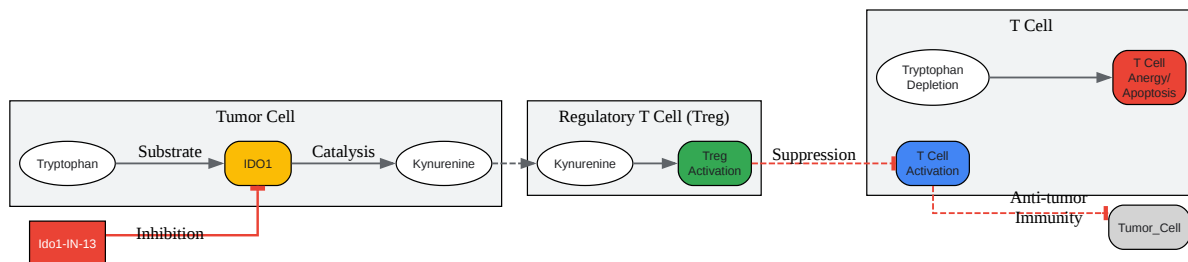 T Cell
Tryptophan
Depletion
T Cell
Anergy/
Apoptosis
Tumor Cell
Regulatory T Cell (Treg)
Tryptophan
Substrate
IDO1
Catalysis
Kynurenine
Kynurenine
Treg
Activation
Suppression
T Cell
Activation
Anti-tumor
Immunity
Tumor_Cell
Ido1-IN-13
Inhibition